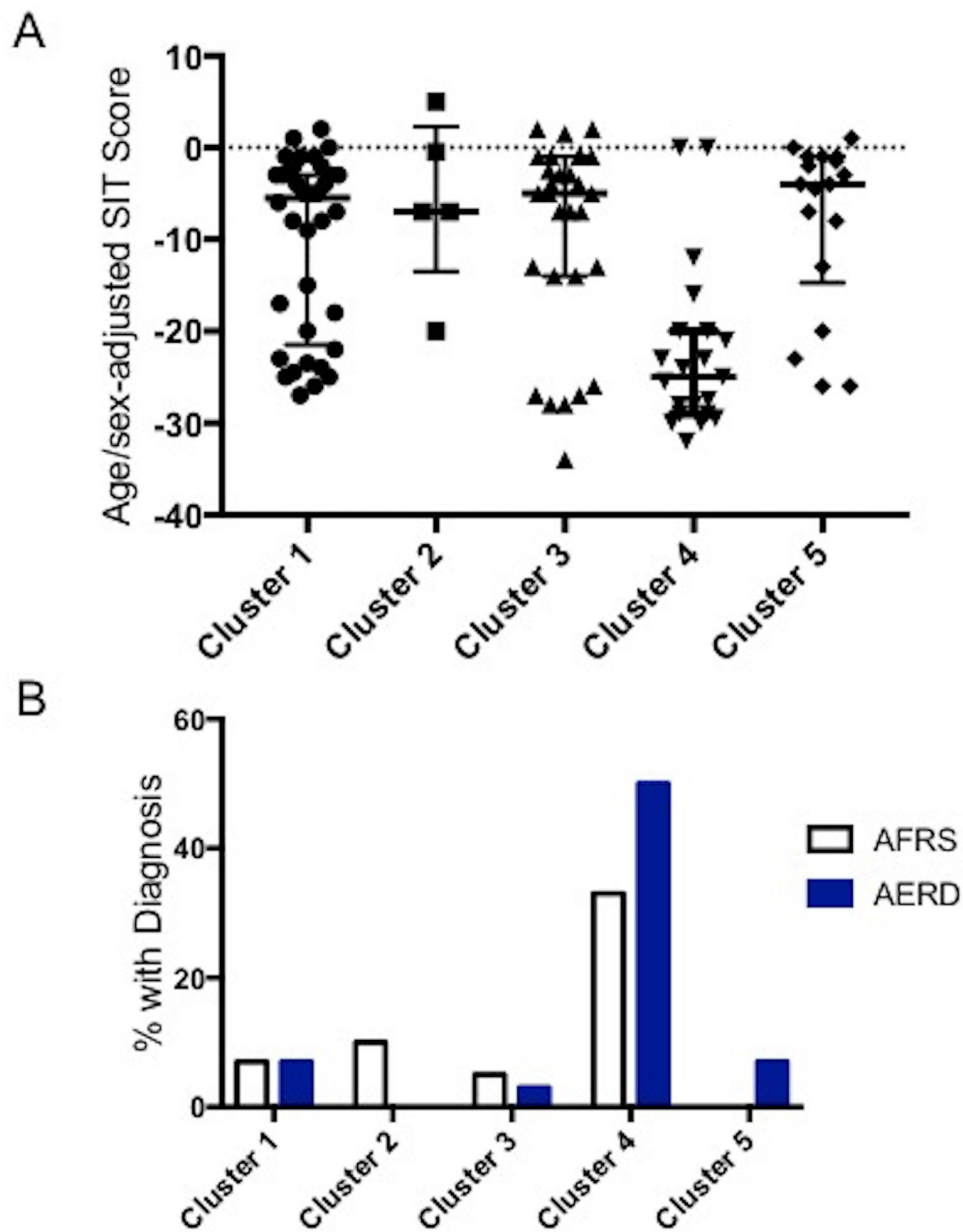 A
Age/sex-adjusted SIT Score
10
0
-10
-20
-30
-40
Cluster 1
Cluster 2
Cluster 3
Cluster 4
Cluster 5
B
% with Diagnosis
60
40
20
0
Cluster 1
Cluster 2
Cluster 3
Cluster 4
Cluster 5
AFRS
AERD